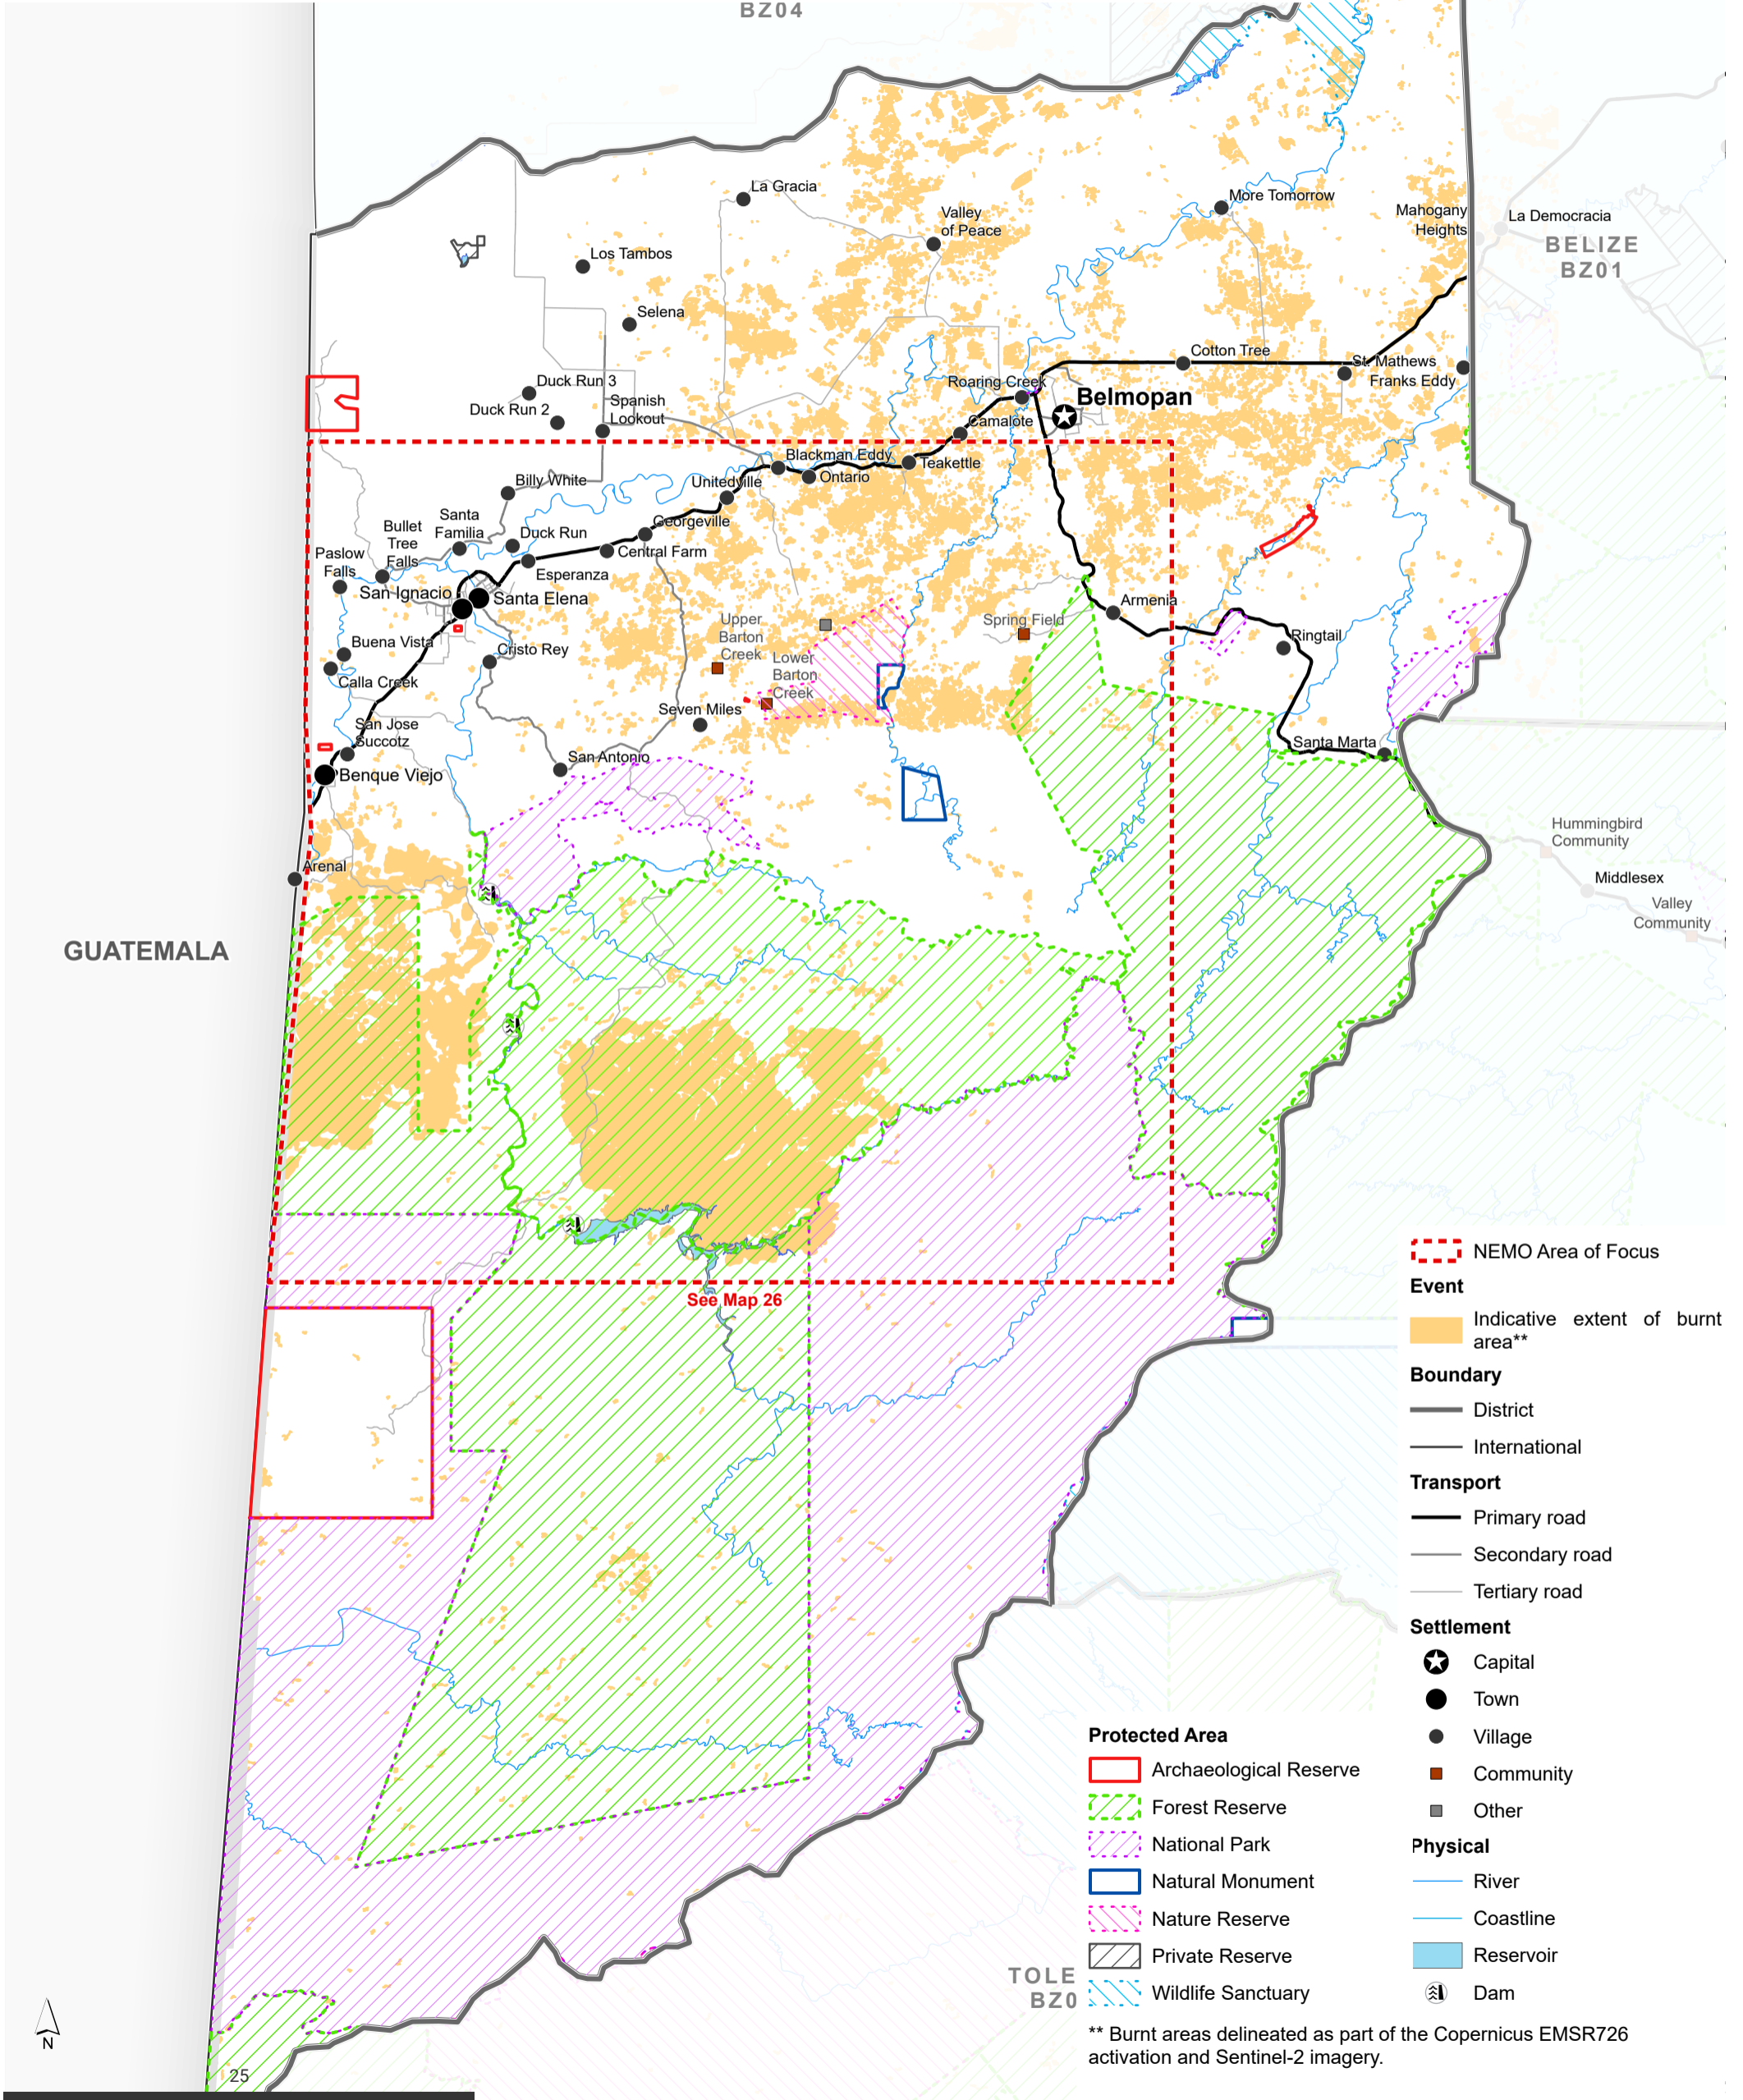 BZ04
La Gracia
More Tomorrow
Mahogany
Heights
La Democracia
BELIZE
BZ01
Valley
of Peace
Los Tambos
Selena
Cotton Tree
St. Mathews
Franks Eddy
Duck Run 3
Duck Run 2
Spanish
Lookout
Roaring Creek
Belmopan
Camalote
Blackman Eddy
Teakettle
Ontario
Unitedville
Billy White
Georgeville
Santa
Familia
Bullet
Tree
Falls
Duck Run
Central Farm
Paslow
Falls
Esperanza
San Ignacio
Santa Elena
Armenia
Upper
Barton
Creek
Spring Field
Ringtail
Buena Vista
Cristo Rey
Lower
Barton
Creek
Calla Creek
Seven Miles
San Jose
Succotz
San Antonio
Santa Marta
Benque Viejo
Arenal
Hummingbird
Community
Middlesex
Valley
Community
GUATEMALA
See Map 26
NEMO Area of Focus
Event
Indicative extent of burnt
area**
Boundary
District
International
Transport
Primary road
Secondary road
Tertiary road
Settlement
Capital
Town
Village
Community
Other
Physical
River
Coastline
Reservoir
Dam
Protected Area
Archaeological Reserve
Forest Reserve
National Park
Natural Monument
Nature Reserve
Private Reserve
Wildlife Sanctuary
TOLE
BZ0
** Burnt areas delineated as part of the Copernicus EMSR726
activation and Sentinel-2 imagery.
N
25